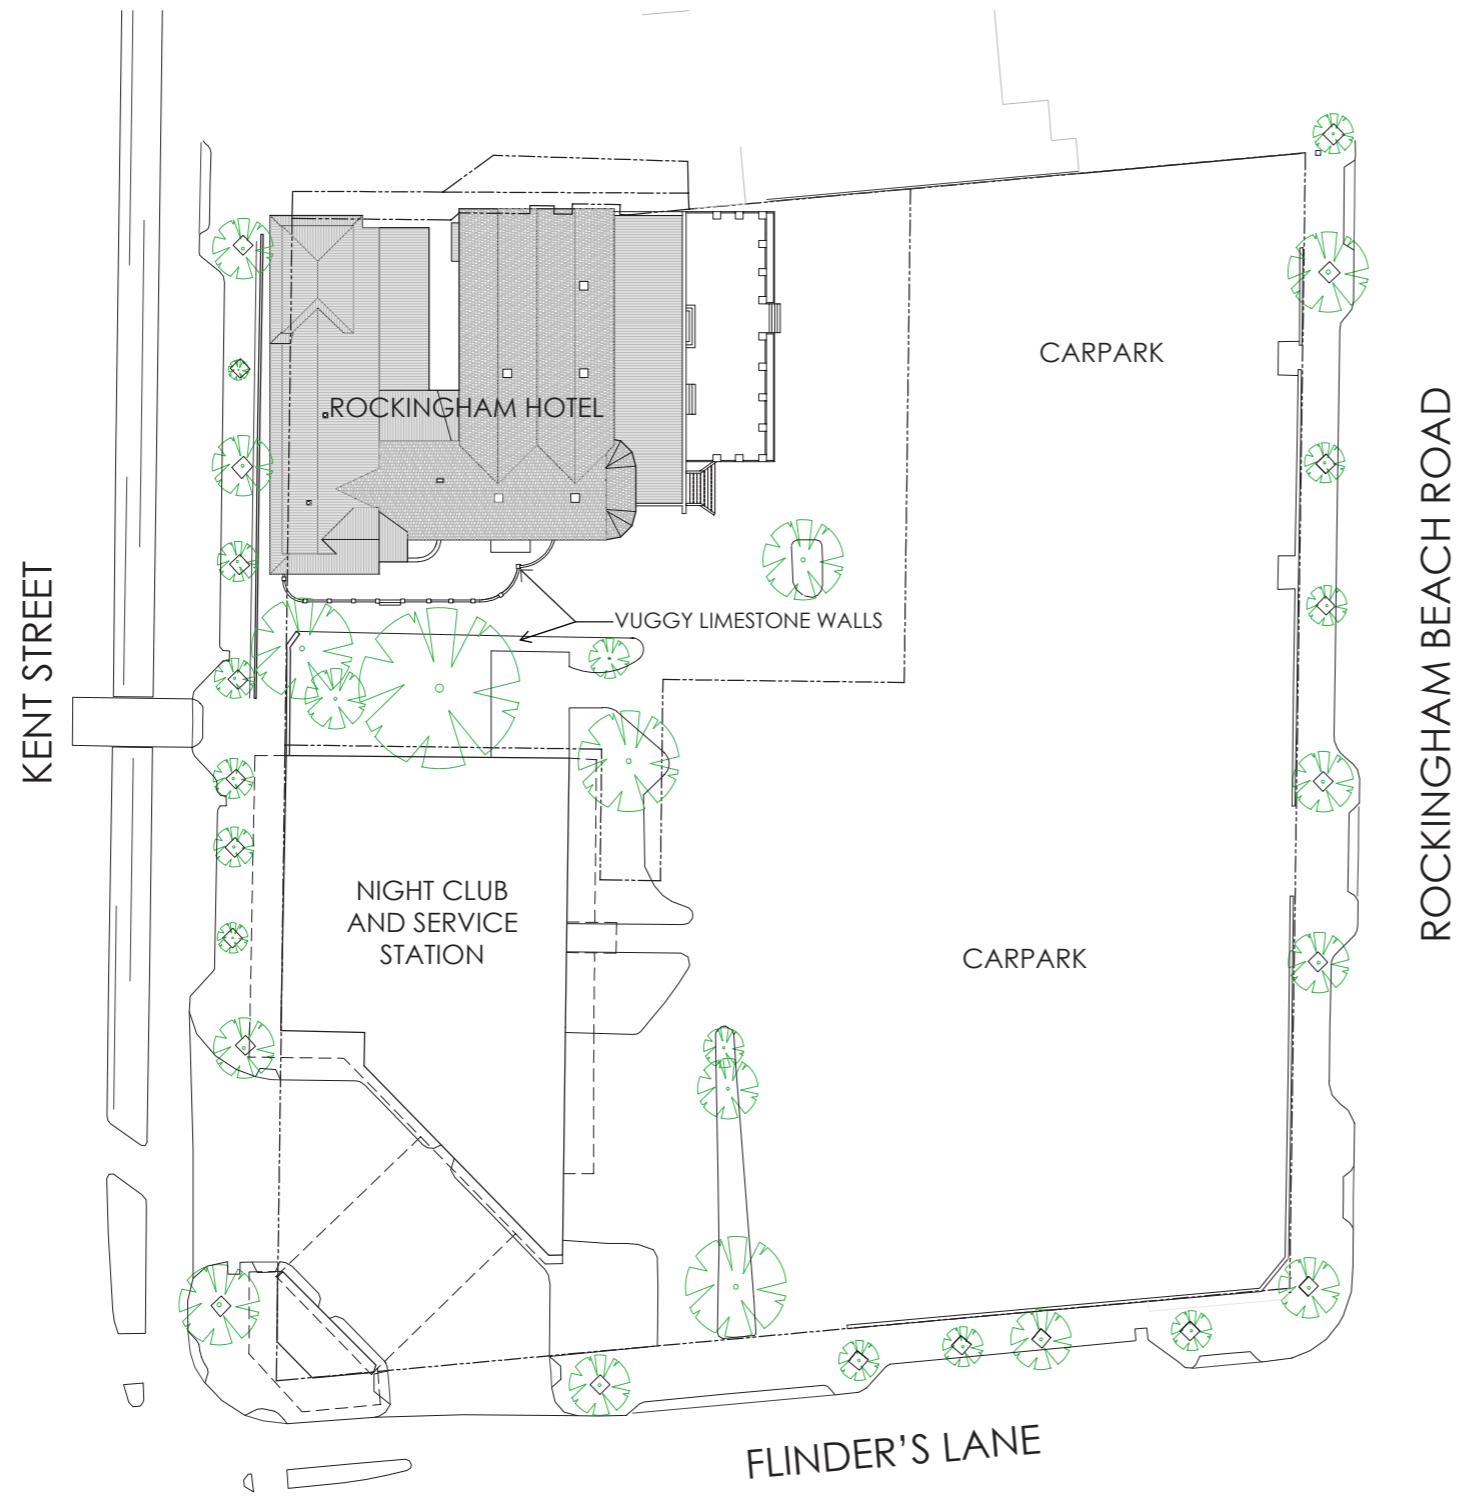 CARPARK
ROCKINGHAM HOTEL
ROCKINGHAM BEACH ROAD
KENT STREET
VUGGY LIMESTONE WALLS
NIGHT CLUB
AND SERVICE
STATION
CARPARK
FLINDER'S LANE